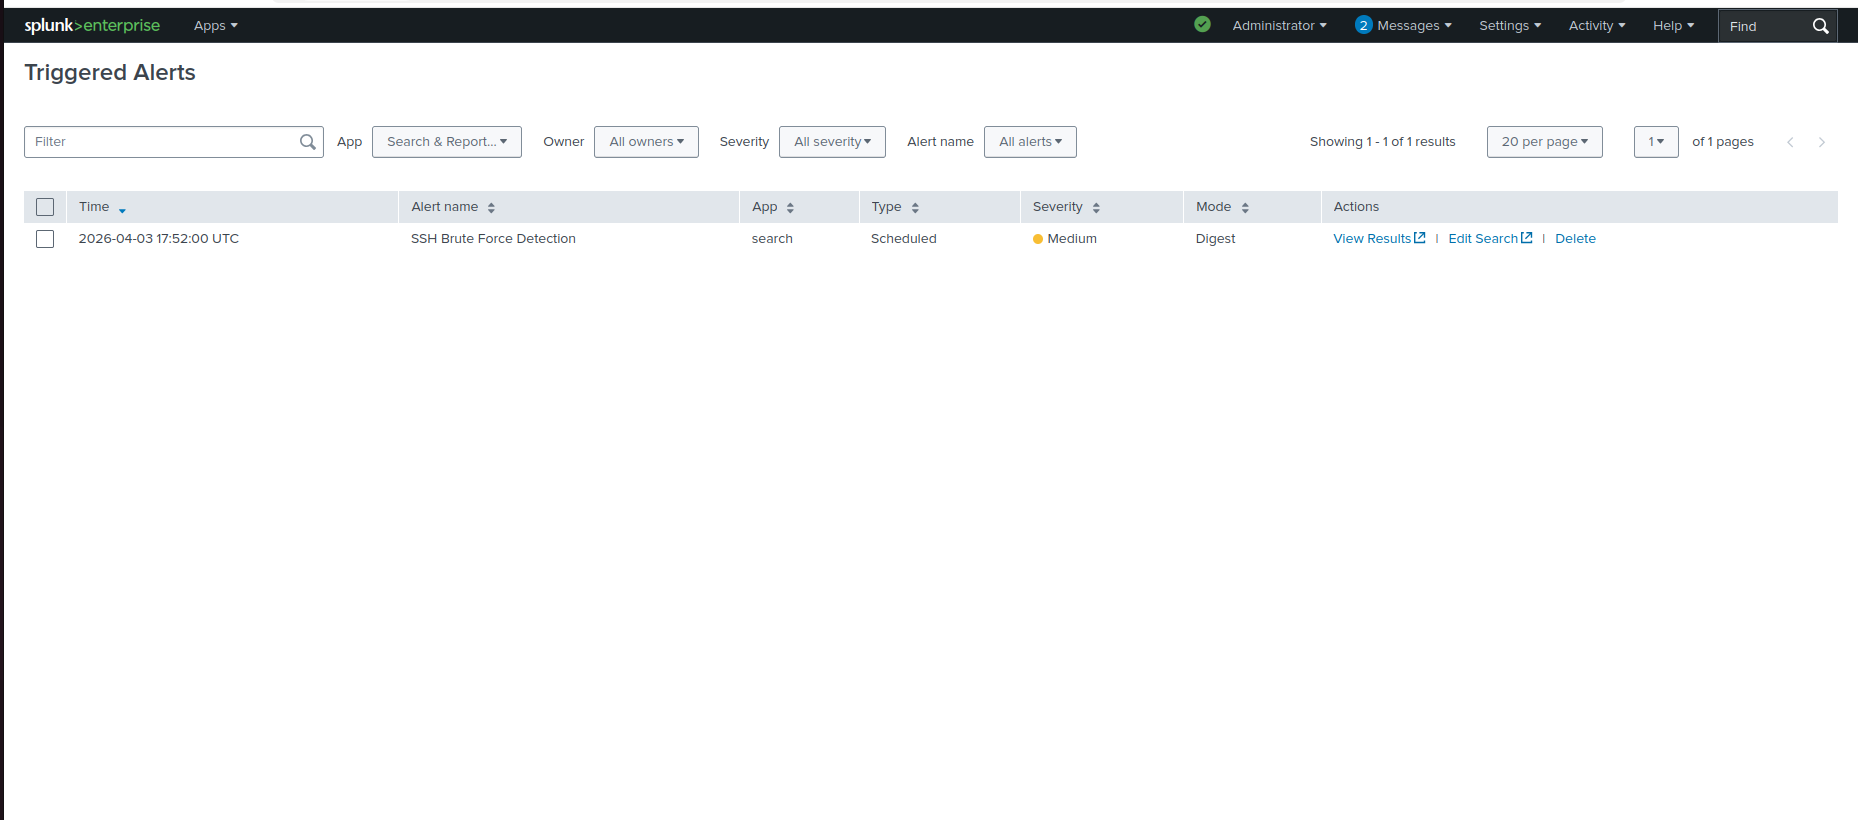 splunk>enterprise Apps Administrator 2 Messages Settings Activity Help Find
Triggered Alerts
Filter App Search & Report... Owner All owners Severity All severity Alert name All alerts Showing 1 - 1 of 1 results 20 per page 1 of 1 pages
Time Alert name App Type Severity Mode Actions
2026-04-03 17:52:00 UTC SSH Brute Force Detection search Scheduled Medium Digest View Results | Edit Search | Delete